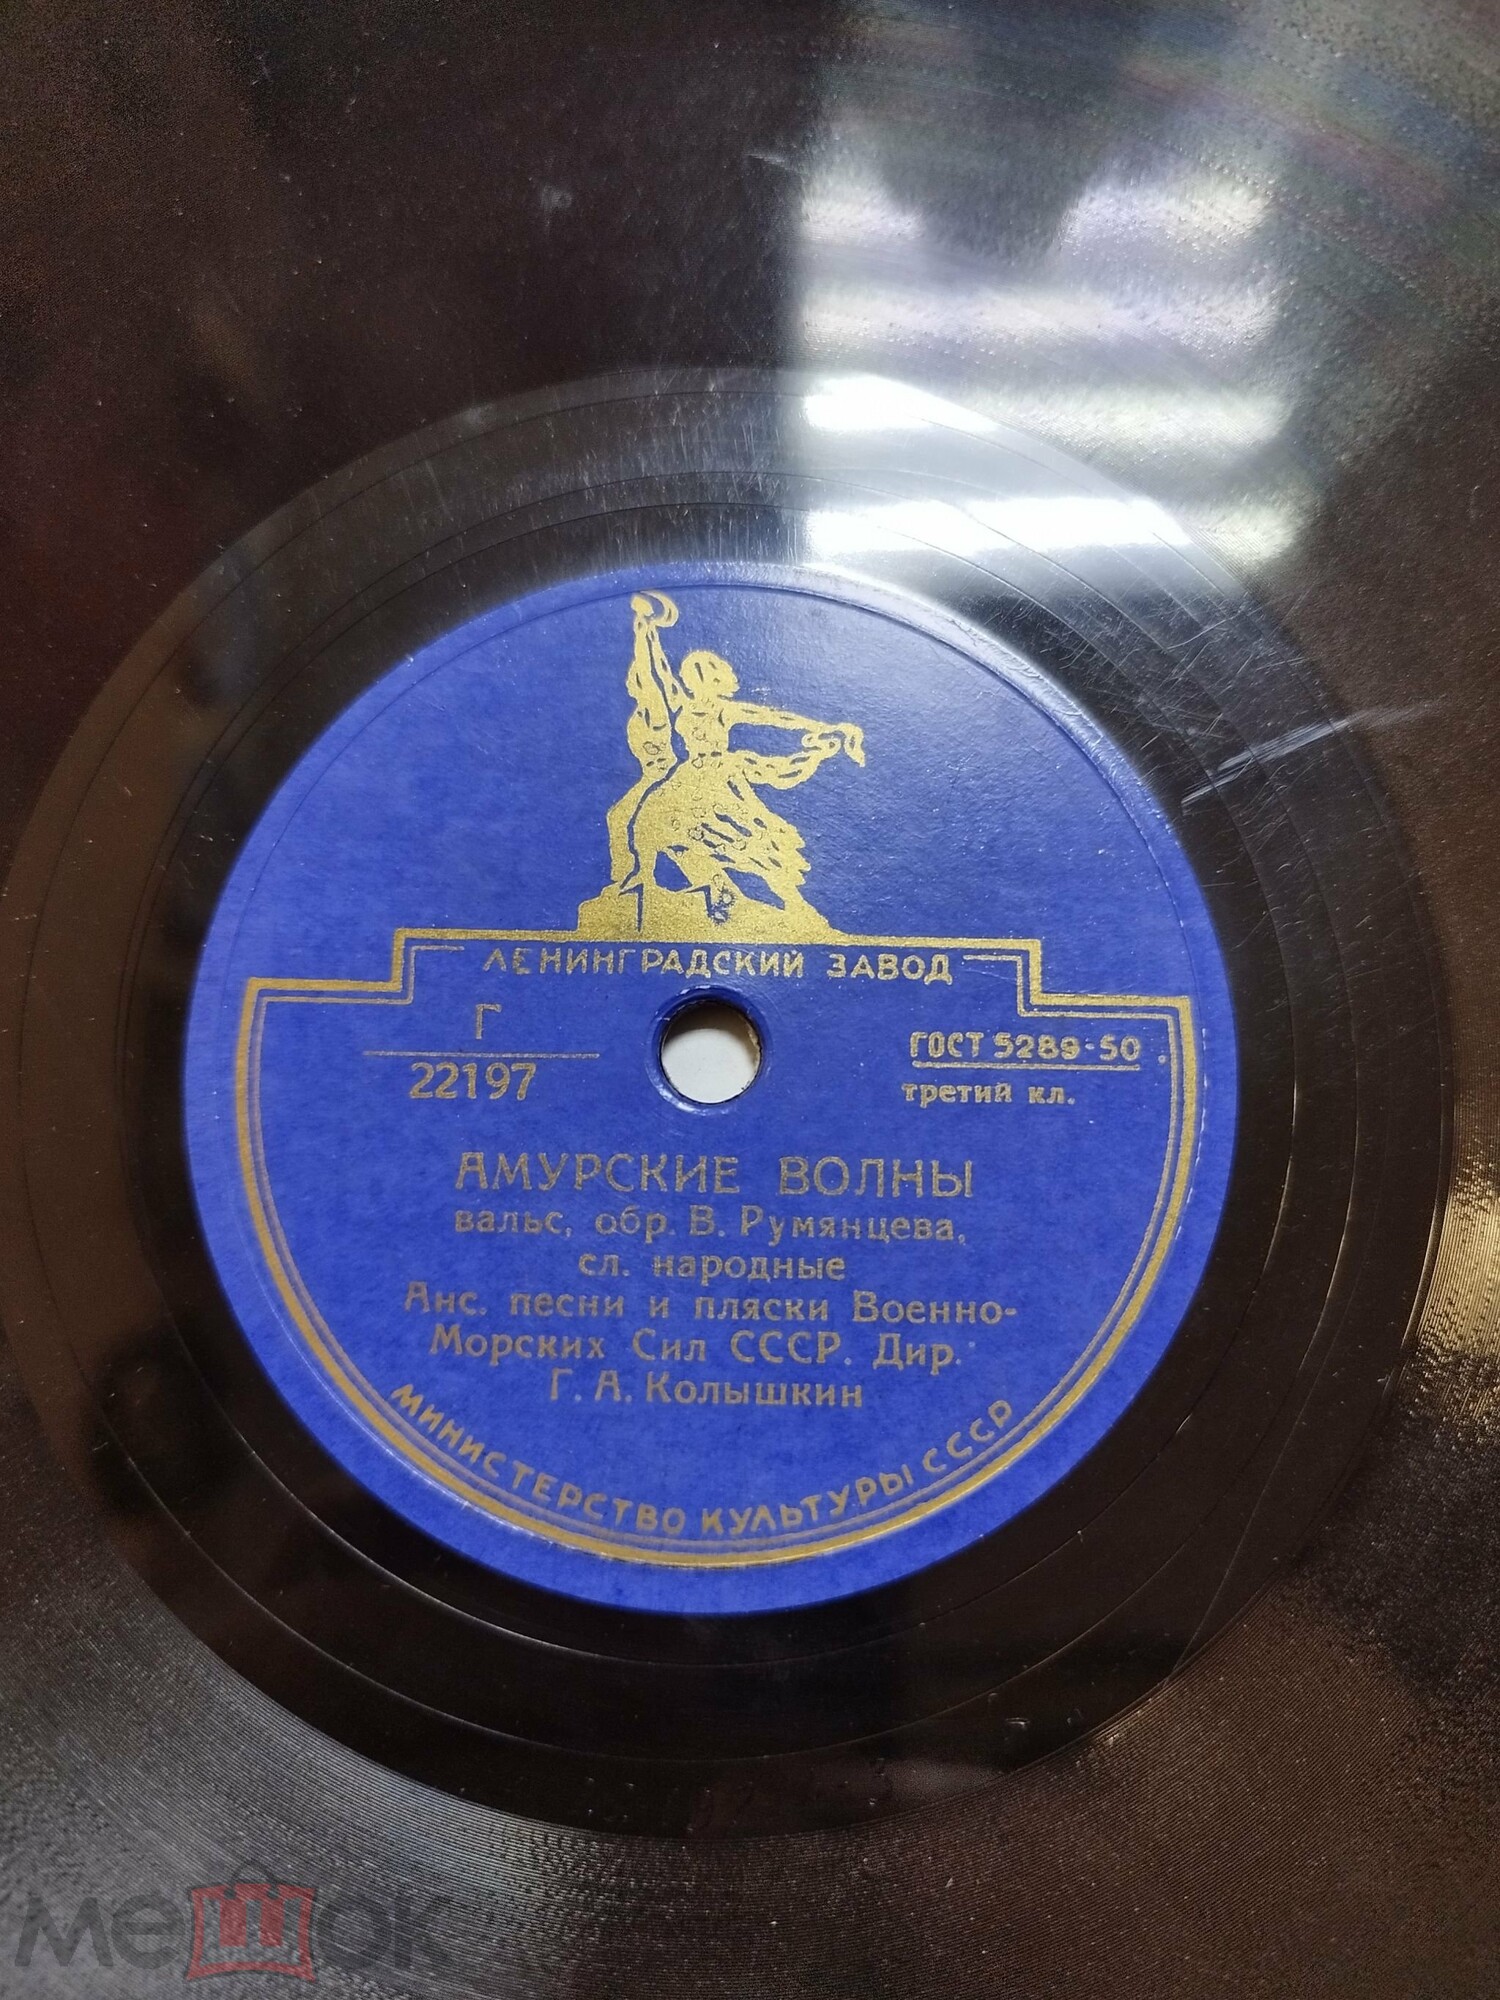 ЛЕНИНГРАДСКИЙ ЗАВОД
Г
22197
ГОСТ 5289-50
третий кл.
АМУРСКИЕ ВОЛНЫ
вальс, обр. В. Румянцева,
сл. народные
Анс. песни и пляски Военно-
Морских Сил СССР. Дир.
Г. А. Колышкин
МИНИСТЕРСТВО КУЛЬТУРЫ СССР
мешок